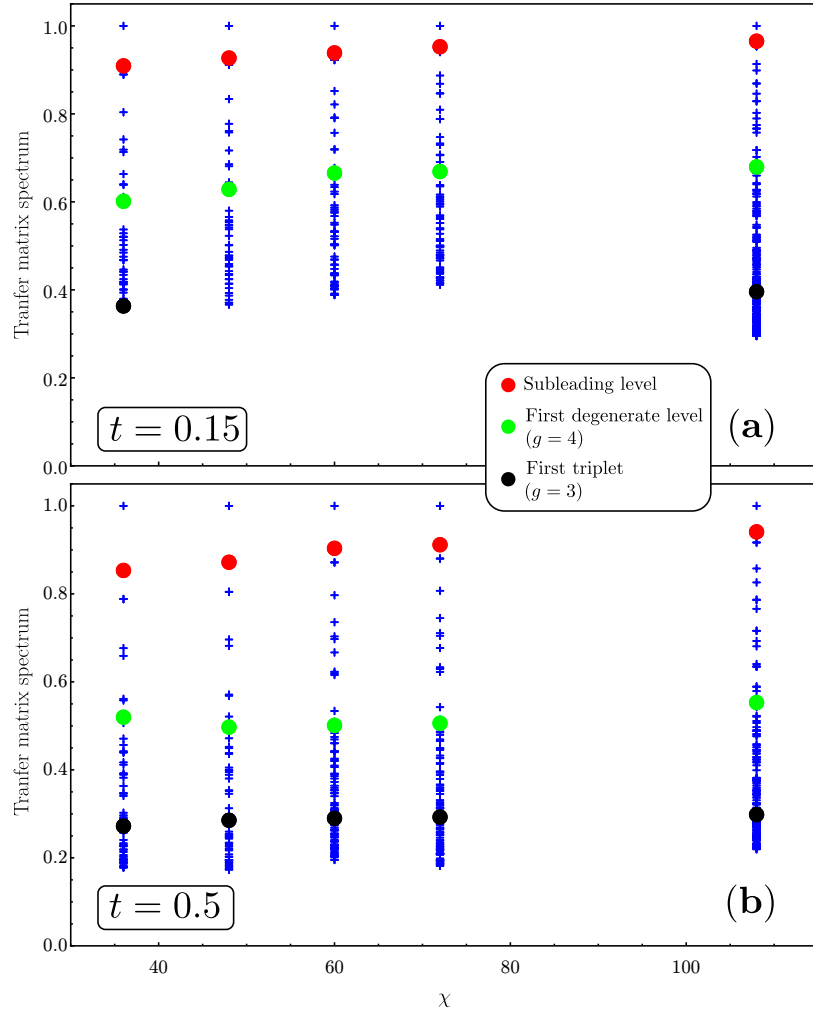 1.0
0.8
0.6
0.4
0.2
0.0
Tranfer matrix spectrum
t = 0.15
(a)
Subleading level
First degenerate level
(g = 4)
First triplet
(g = 3)
1.0
0.8
0.6
0.4
0.2
0.0
Tranfer matrix spectrum
t = 0.5
(b)
40
60
80
100
χ